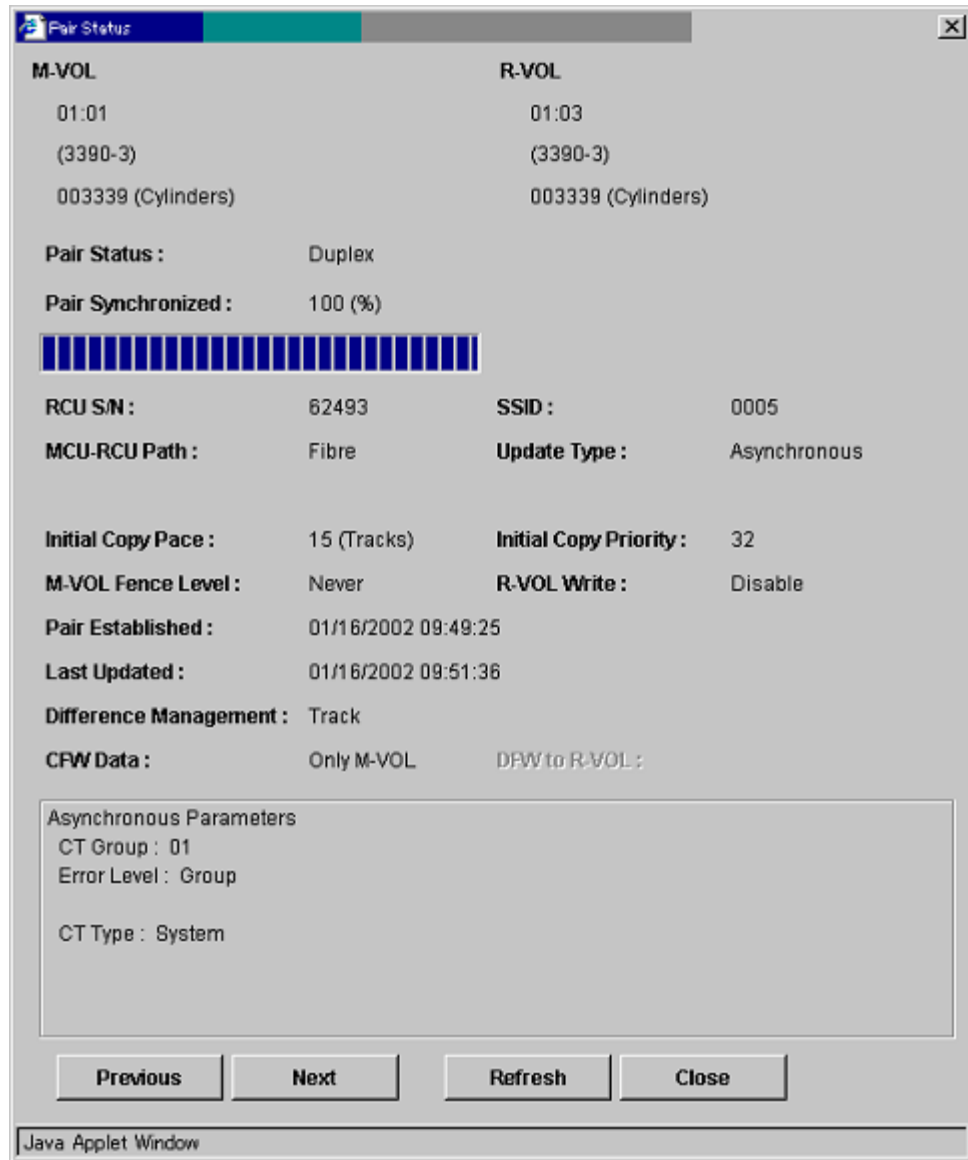 Pair Status
M-VOL R-VOL
01:01 01:03
(3390-3) (3390-3)
003339 (Cylinders) 003339 (Cylinders)
Pair Status : Duplex
Pair Synchronized : 100 (%)
RCU S/N : 62493 SSID : 0005
MCU-RCU Path : Fibre Update Type : Asynchronous
Initial Copy Pace : 15 (Tracks) Initial Copy Priority : 32
M-VOL Fence Level : Never R-VOL Write : Disable
Pair Established : 01/16/2002 09:49:25
Last Updated : 01/16/2002 09:51:36
Difference Management : Track
CFW Data : Only M-VOL DFW to R-VOL :
Asynchronous Parameters
CT Group : 01
Error Level : Group
CT Type : System
Previous Next Refresh Close
Java Applet Window